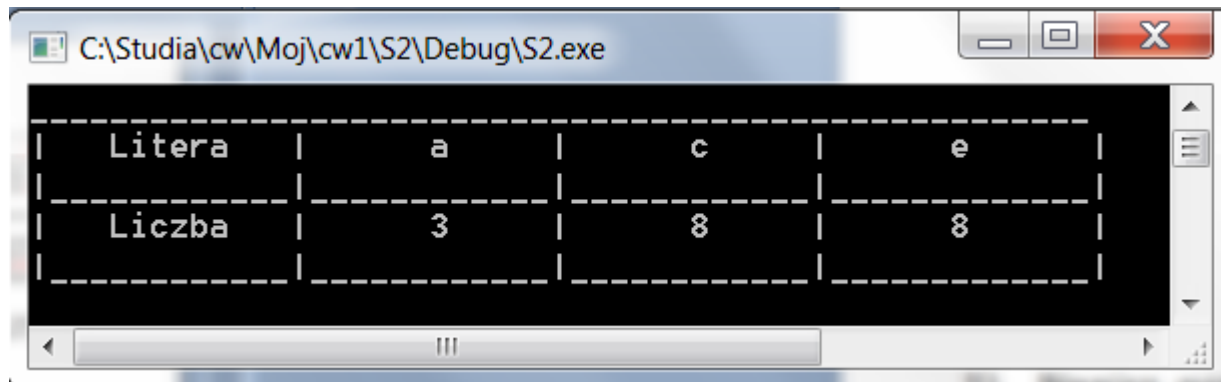 C:\Studia\cw\Moj\cw1\S2\Debug\S2.exe
Litera | a | c | e
Liczba | 3 | 8 | 8